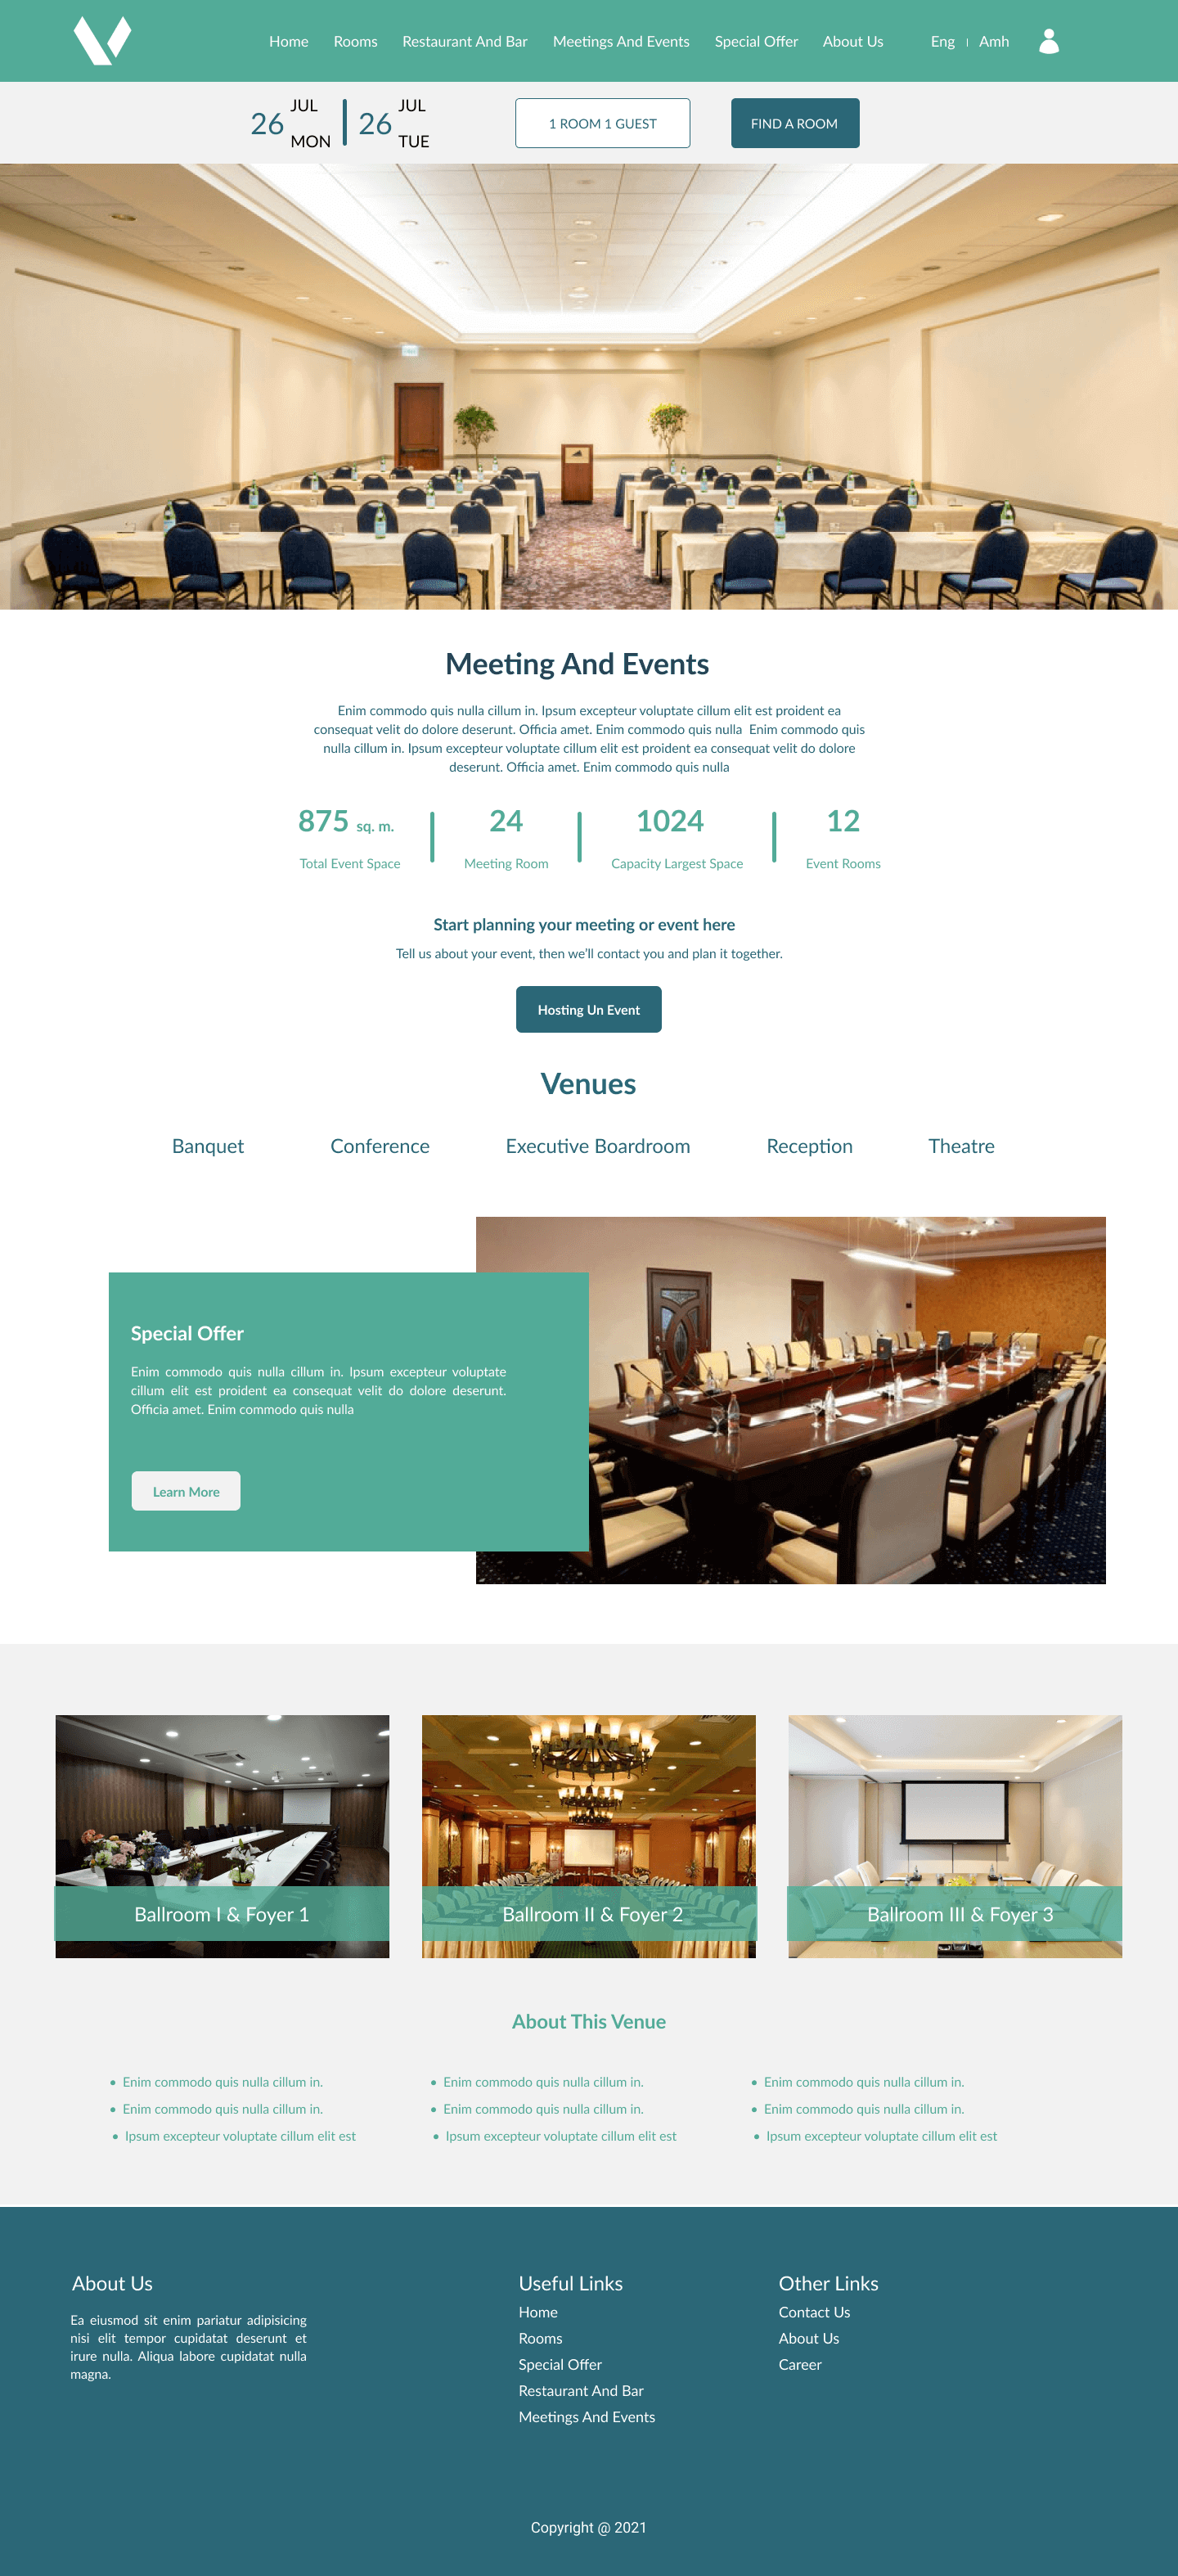 Home Rooms Restaurant And Bar Meetings And Events Special Offer About Us Eng | Amh
26 JUL MON
26 JUL TUE
1 ROOM 1 GUEST
FIND A ROOM
Meeting And Events
Enim commodo quis nulla cillum in. Ipsum excepteur voluptate cillum elit est proident ea
consequat velit do dolore deserunt. Officia amet. Enim commodo quis nulla  Enim commodo quis
nulla cillum in. Ipsum excepteur voluptate cillum elit est proident ea consequat velit do dolore
deserunt. Officia amet. Enim commodo quis nulla
875 sq. m.
Total Event Space
24
Meeting Room
1024
Capacity Largest Space
12
Event Rooms
Start planning your meeting or event here
Tell us about your event, then we'll contact you and plan it together.
Hosting Un Event
Venues
Banquet Conference Executive Boardroom Reception Theatre
Special Offer
Enim commodo quis nulla cillum in. Ipsum excepteur voluptate
cillum elit est proident ea consequat velit do dolore deserunt.
Officia amet. Enim commodo quis nulla
Learn More
Ballroom I & Foyer 1
Ballroom II & Foyer 2
Ballroom III & Foyer 3
About This Venue
• Enim commodo quis nulla cillum in.
• Enim commodo quis nulla cillum in.
• Ipsum excepteur voluptate cillum elit est
• Enim commodo quis nulla cillum in.
• Enim commodo quis nulla cillum in.
• Ipsum excepteur voluptate cillum elit est
• Enim commodo quis nulla cillum in.
• Enim commodo quis nulla cillum in.
• Ipsum excepteur voluptate cillum elit est
About Us
Ea eiusmod sit enim pariatur adipisicing
nisi elit tempor cupidatat deserunt et
irure nulla. Aliqua labore cupidatat nulla
magna.
Useful Links
Home
Rooms
Special Offer
Restaurant And Bar
Meetings And Events
Other Links
Contact Us
About Us
Career
Copyright @ 2021